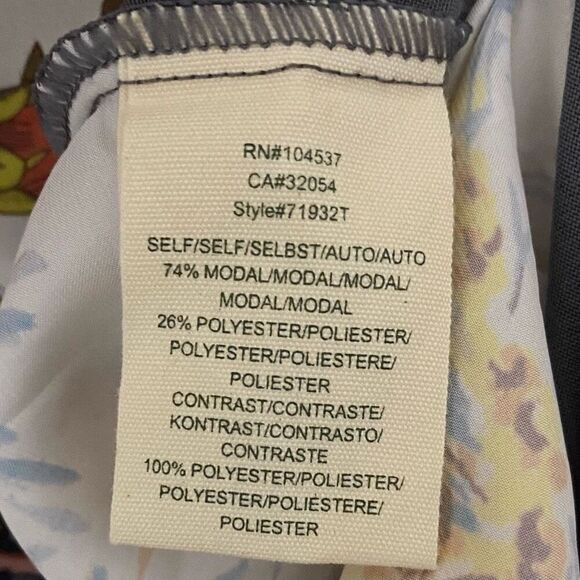 RN#104537
CA#32054
Style#71932T
SELF/SELF/SELBST/AUTO/AUTO
74% MODAL/MODAL/MODAL/
MODAL/MODAL
26% POLYESTER/POLIESTER/
POLYESTER/POLIESTERE/
POLIESTER
CONTRAST/CONTRASTE/
KONTRAST/CONTRASTO/
CONTRASTE
100% POLYESTER/POLIESTER/
POLYESTER/POLIÉSTERE/
POLIESTER